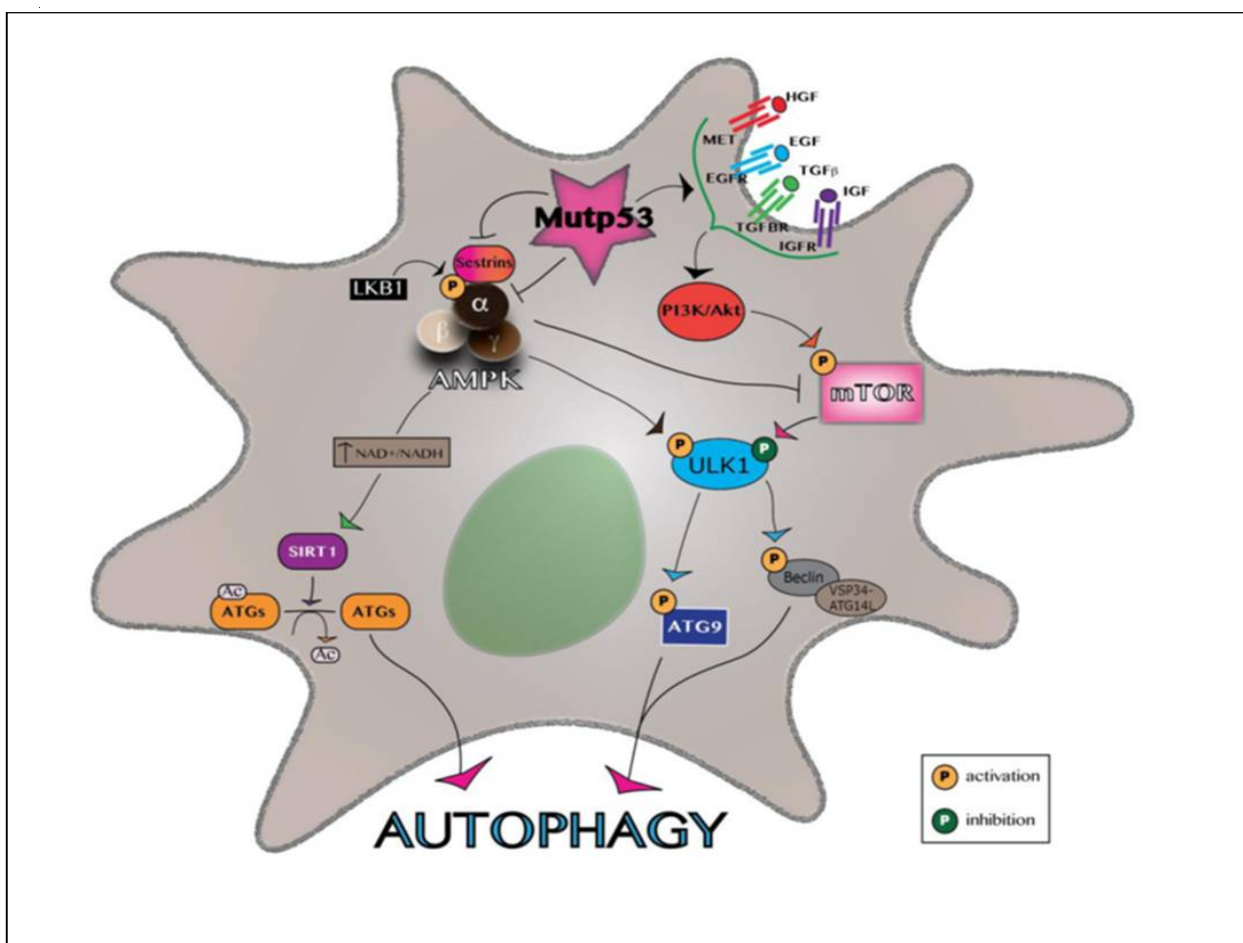 HGF
MET
EGF
EGFR
TGFβ
IGF
TGFBR
IGFR
Mutp53
Sestrins
LKB1
P
α
β
γ
AMPK
PI3K/Akt
P
mTOR
↑ NAD+/NADH
P
P
ULK1
SIRT1
P
Beclin
VSP34-
ATG14L
Ac
ATGs
ATGs
Ac
P
ATG9
P activation
P inhibition
AUTOPHAGY